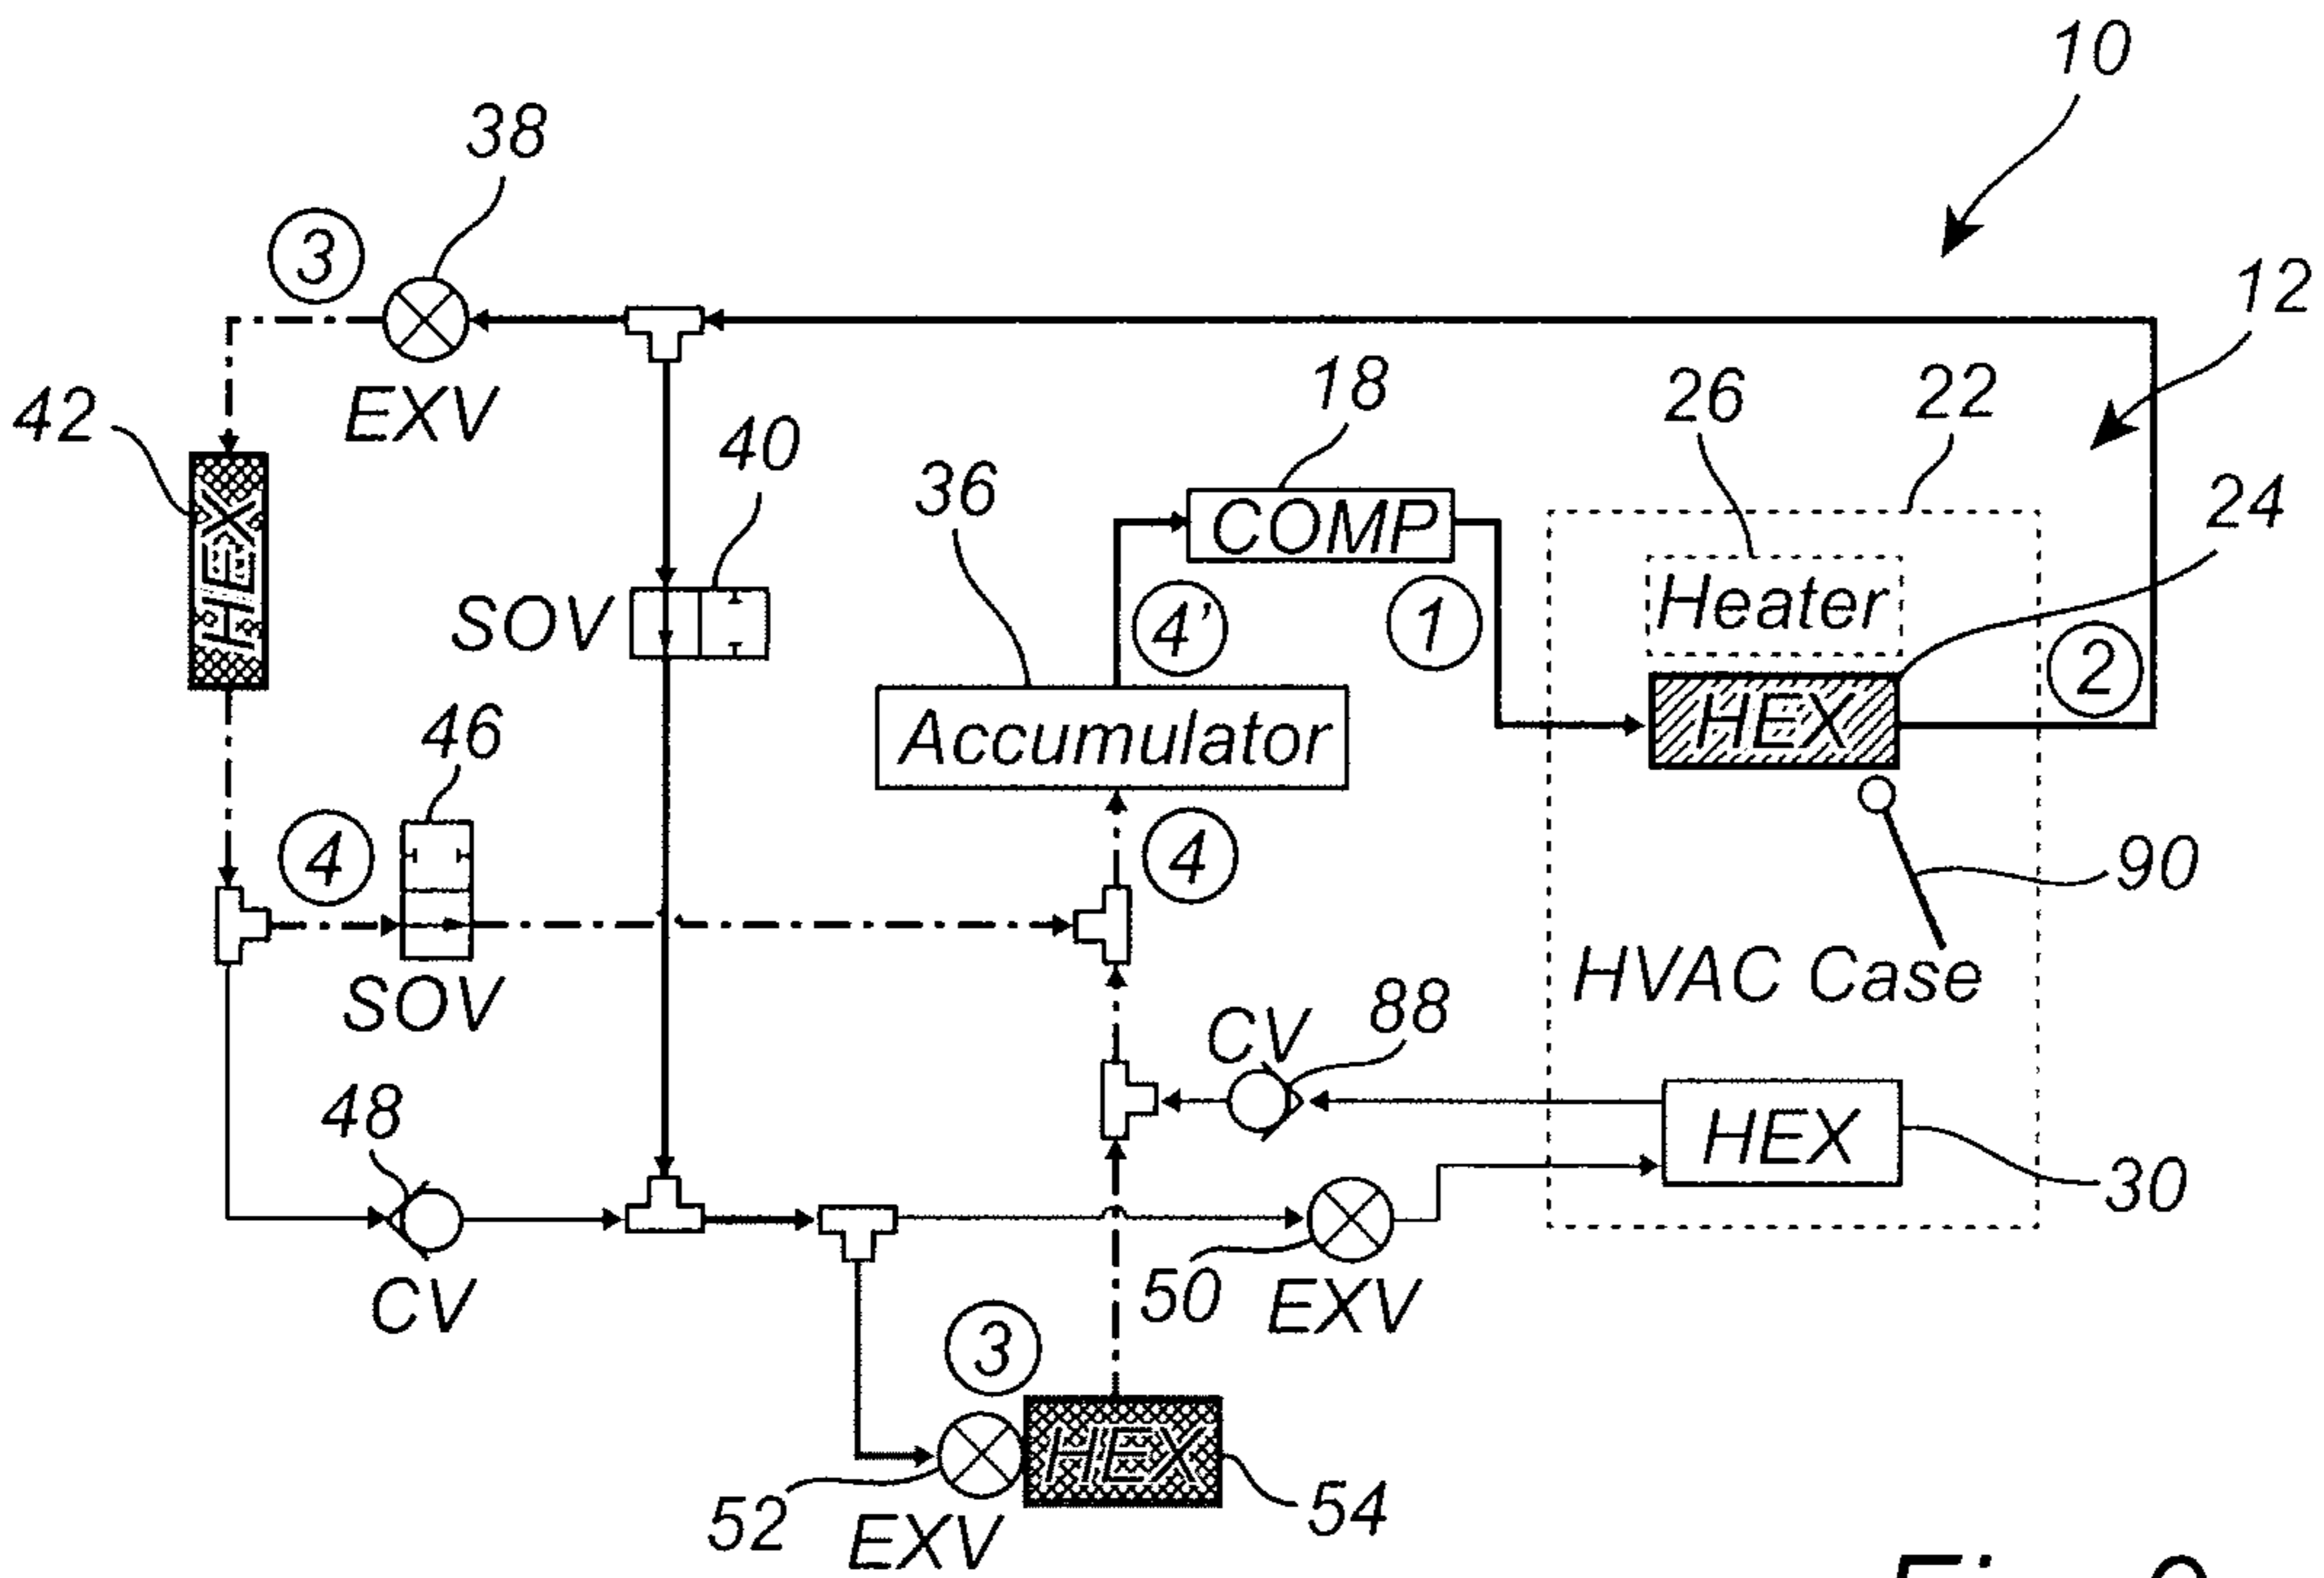 10
38
3
12
EXV
42
18
26
22
40
36
24
COMP
HEX
SOV
4'
1
Heater
2
46
Accumulator
HEX
4
4
90
SOV
HVAC Case
CV
88
48
HEX
30
CV
50
EXV
3
HEX
52
EXV
54